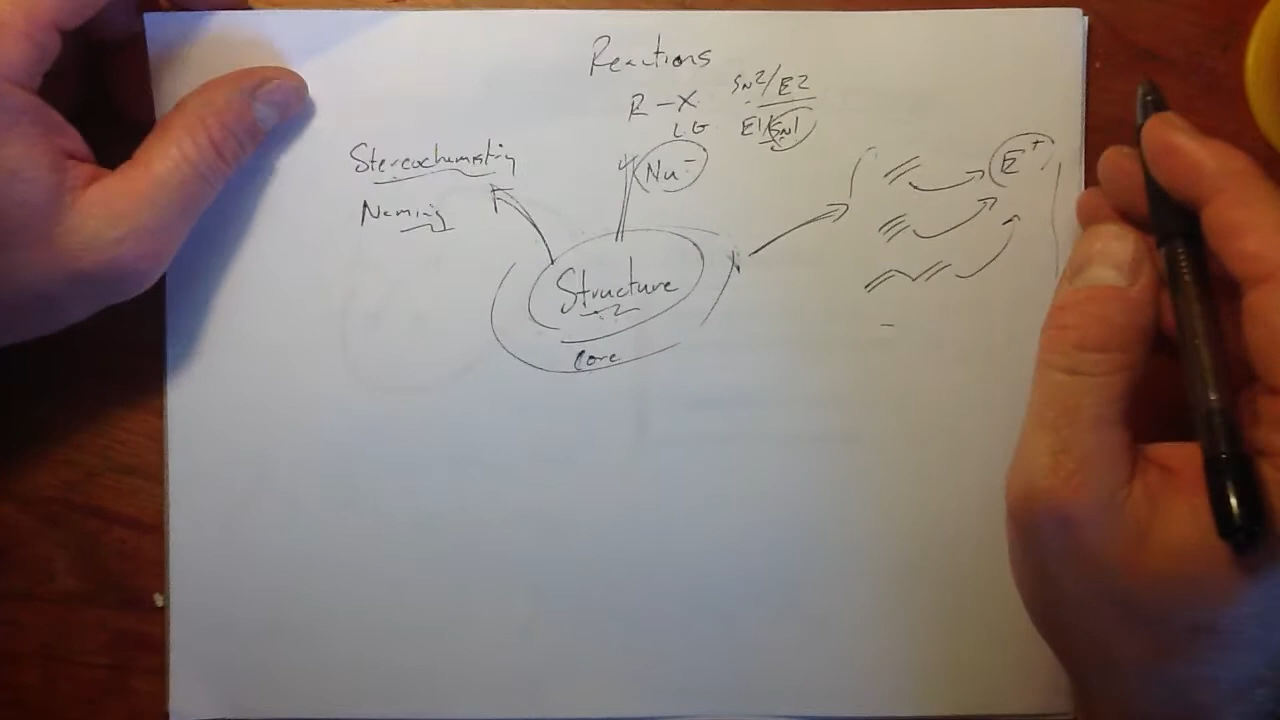 Reactions
R-X SN2/E2
LG E1/SN1
Stereochemistry
Nu:⁻
E⁺
Naming
Structure
Core